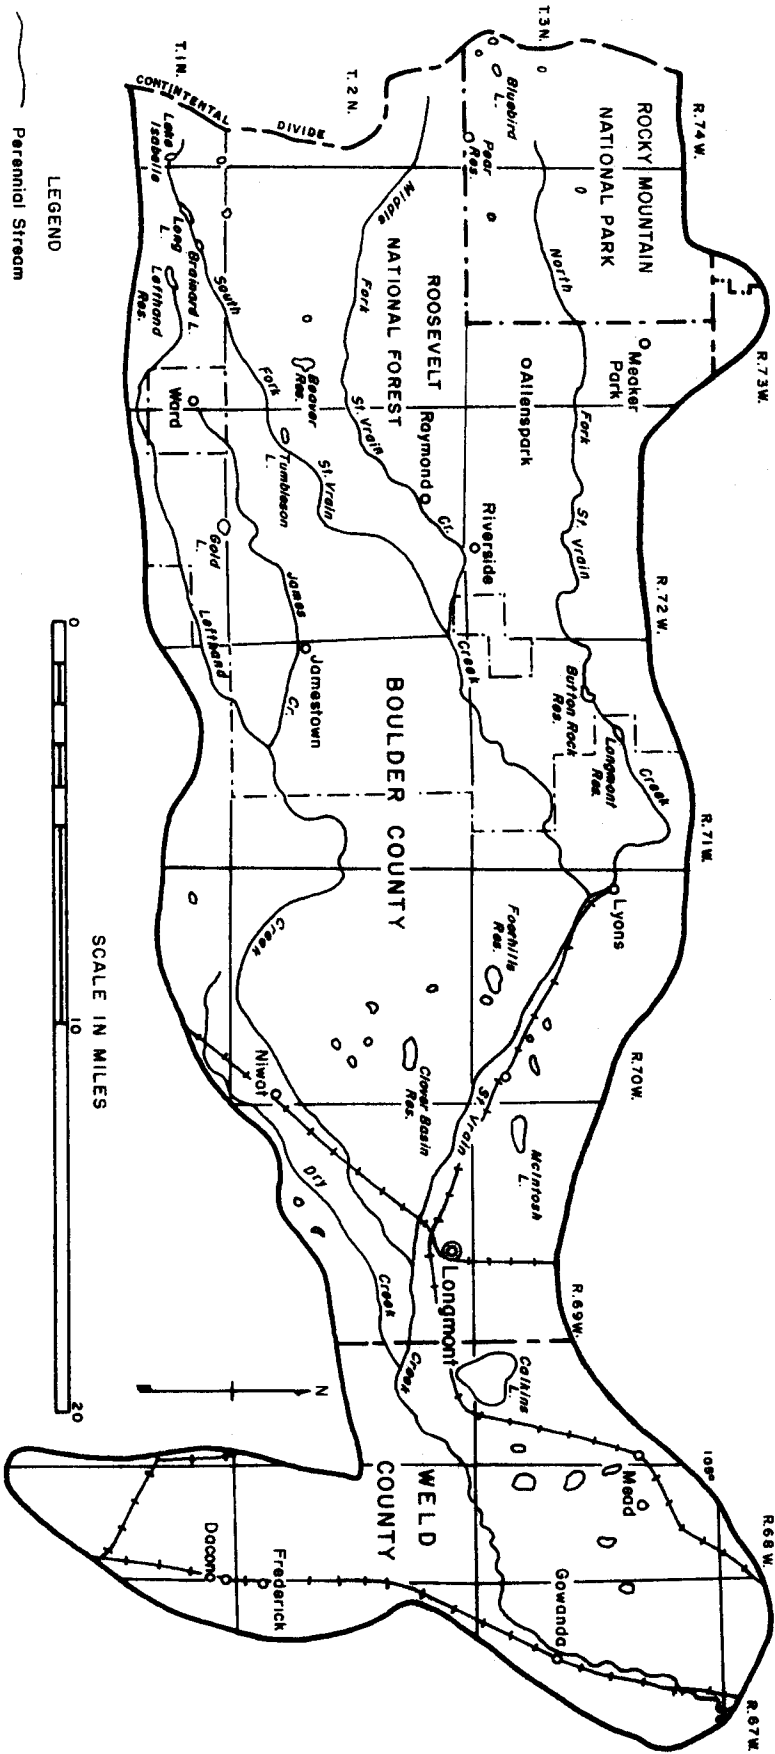 R.74W.
R.73W.
R.72W.
R.71W.
R.70W.
R.69W.
105°
R.68W.
R.67W.
T.3N.
T.2N.
T.1N.
CONTINTENTAL
DIVIDE
ROCKY MOUNTAIN
NATIONAL PARK
Meaker
Park
Allenspark
Bluebird
L.
Pear
Res.
North
Fork
St. Vrain
Creek
Button Rock
Res.
Longmont
Res.
Lyons
ROOSEVELT
NATIONAL FOREST
Middle
Fork
St. Vrain
Cr.
Raymond
Riverside
Creek
Lake
Isabelle
Long
L.
Brainard L.
Lefthand
Res.
South
Fork
St. Vrain
Beaver
Res.
Tumbleson
L.
Ward
Gold
L.
James
Cr.
Jamestown
Lefthand
Creek
BOULDER COUNTY
Foothills
Res.
Clover Basin
Res.
McIntosh
L.
St. Vrain
Creek
Niwot
Dry
Creek
Longmont
Calkins
L.
Mead
WELD
COUNTY
Gowanda
Frederick
Dacono
N
LEGEND
Perennial Stream
0
10
20
SCALE IN MILES